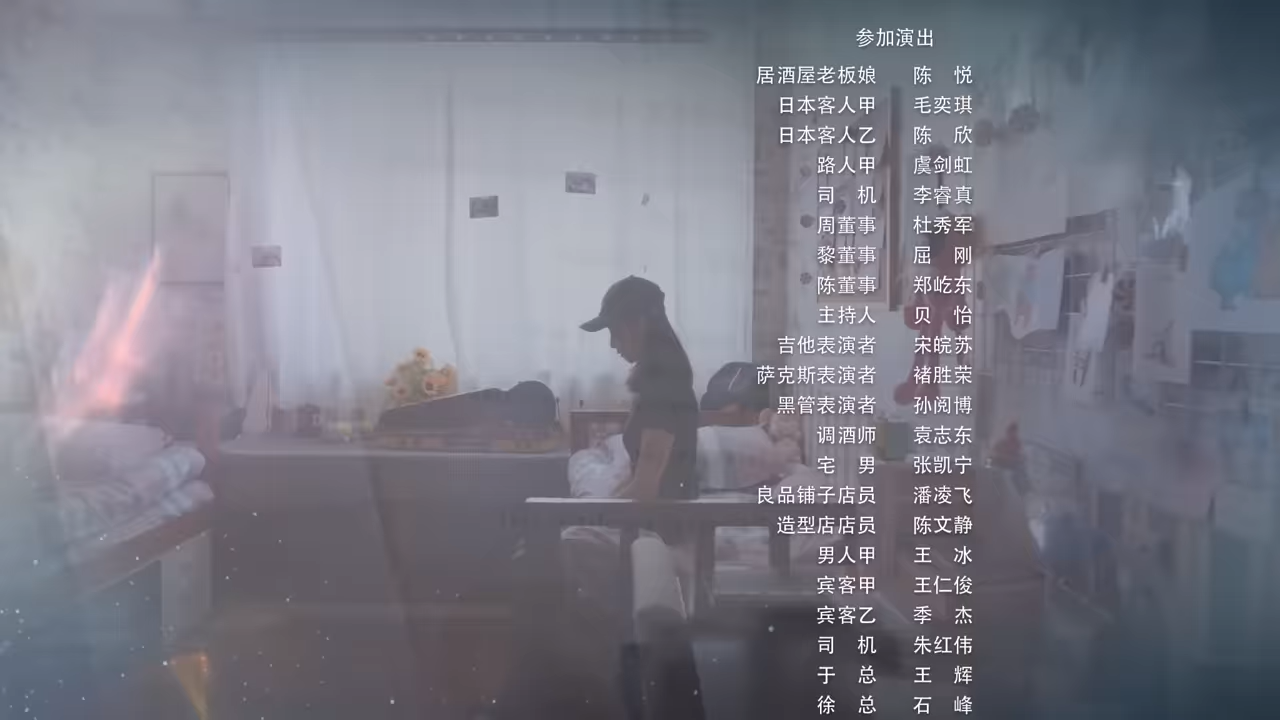 参加演出
居酒屋老板娘 陈 悦
日本客人甲 毛奕琪
日本客人乙 陈 欣
路人甲 虞剑虹
司 机 李睿真
周董事 杜秀军
黎董事 屈 刚
陈董事 郑屹东
主持人 贝 怡
吉他表演者 宋皖苏
萨克斯表演者 褚胜荣
黑管表演者 孙阅博
调酒师 袁志东
宅 男 张凯宁
良品铺子店员 潘凌飞
造型店店员 陈文静
男人甲 王 冰
宾客甲 王仁俊
宾客乙 季 杰
司 机 朱红伟
于 总 王 辉
徐 总 石 峰